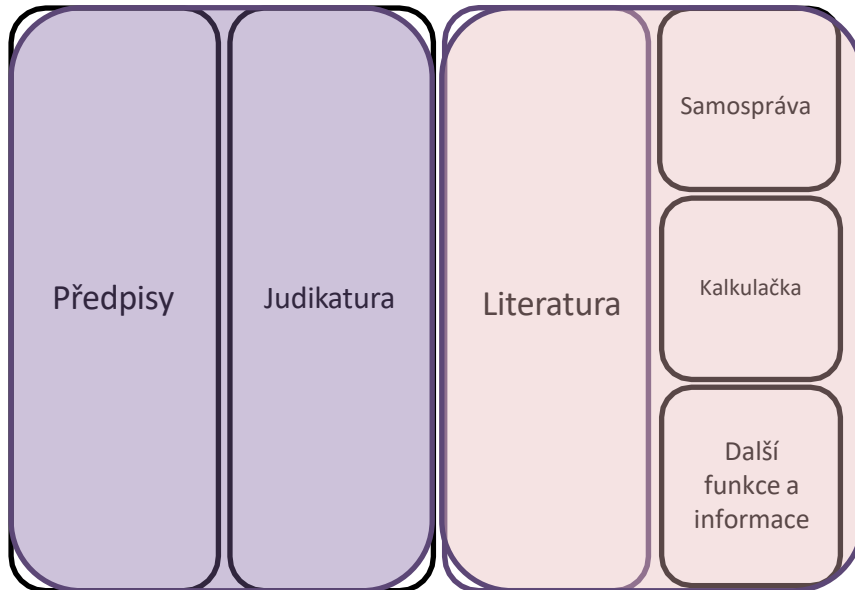 Předpisy
Judikatura
Literatura
Samospráva
Kalkulačka
Další
funkce a
informace